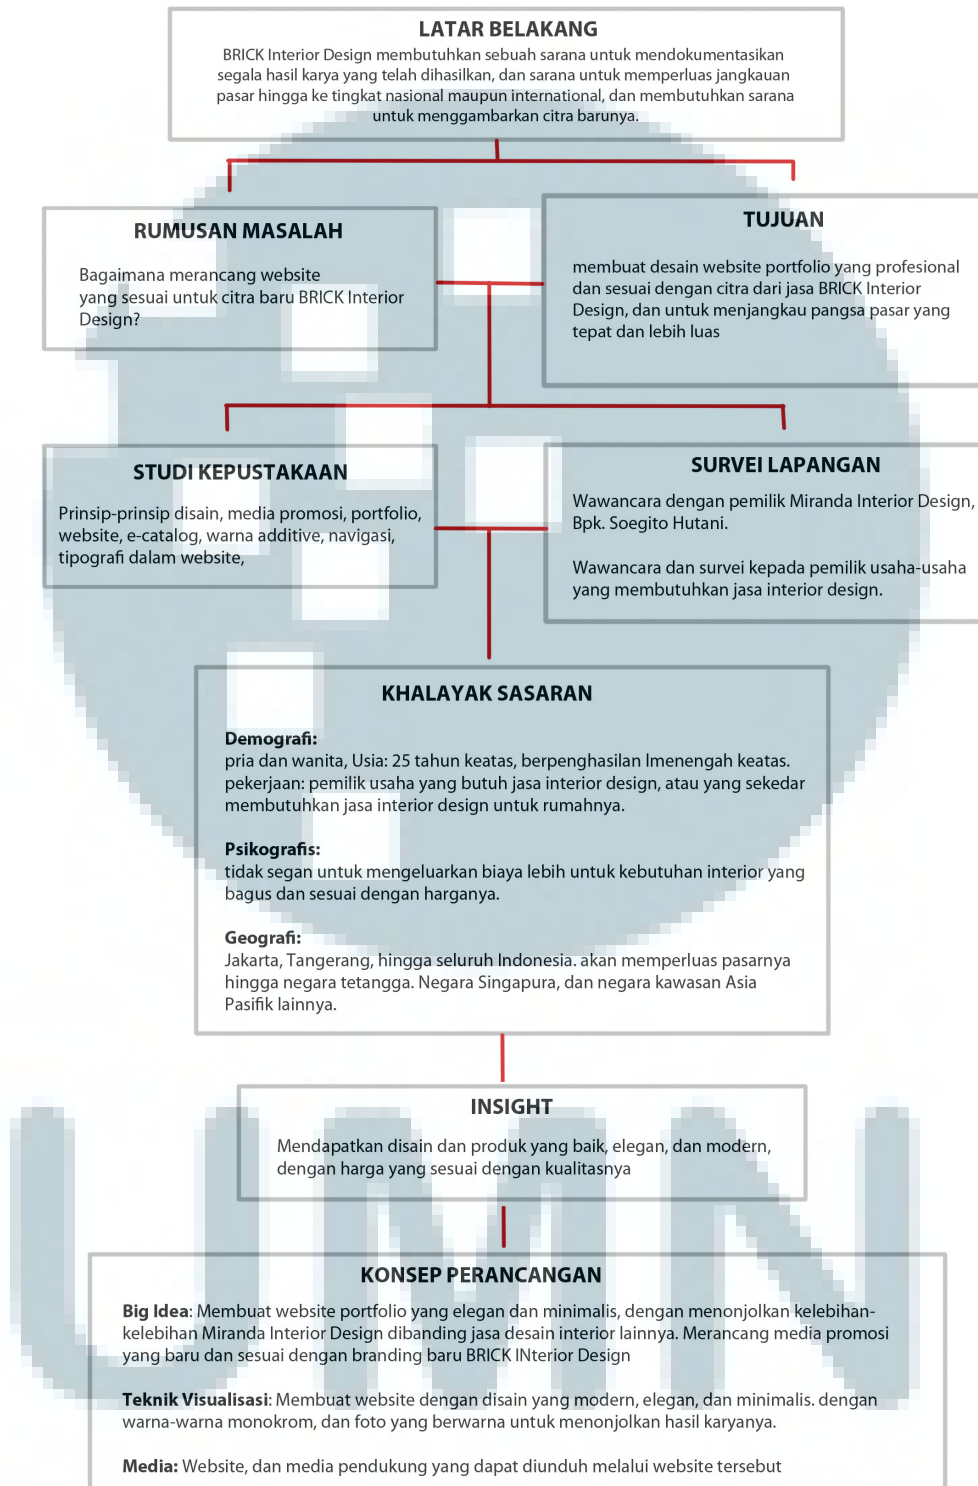 LATAR BELAKANG
BRICK Interior Design membutuhkan sebuah sarana untuk mendokumentasikan
segala hasil karya yang telah dihasilkan, dan sarana untuk memperluas jangkauan
pasar hingga ke tingkat nasional maupun international, dan membutuhkan sarana
untuk menggambarkan citra barunya.
RUMUSAN MASALAH
Bagaimana merancang website
yang sesuai untuk citra baru BRICK Interior
Design?
TUJUAN
membuat desain website portfolio yang profesional
dan sesuai dengan citra dari jasa BRICK Interior
Design, dan untuk menjangkau pangsa pasar yang
tepat dan lebih luas
STUDI KEPUSTAKAAN
Prinsip-prinsip disain, media promosi, portfolio,
website, e-catalog, warna additive, navigasi,
tipografi dalam website,
SURVEI LAPANGAN
Wawancara dengan pemilik Miranda Interior Design,
Bpk. Soegito Hutani.
Wawancara dan survei kepada pemilik usaha-usaha
yang membutuhkan jasa interior design.
KHALAYAK SASARAN
Demografi:
pria dan wanita, Usia: 25 tahun keatas, berpenghasilan lmenengah keatas.
pekerjaan: pemilik usaha yang butuh jasa interior design, atau yang sekedar
membutuhkan jasa interior design untuk rumahnya.
Psikografis:
tidak segan untuk mengeluarkan biaya lebih untuk kebutuhan interior yang
bagus dan sesuai dengan harganya.
Geografi:
Jakarta, Tangerang, hingga seluruh Indonesia. akan memperluas pasarnya
hingga negara tetangga. Negara Singapura, dan negara kawasan Asia
Pasifik lainnya.
INSIGHT
Mendapatkan disain dan produk yang baik, elegan, dan modern,
dengan harga yang sesuai dengan kualitasnya
KONSEP PERANCANGAN
Big Idea: Membuat website portfolio yang elegan dan minimalis, dengan menonjolkan kelebihan-
kelebihan Miranda Interior Design dibanding jasa desain interior lainnya. Merancang media promosi
yang baru dan sesuai dengan branding baru BRICK INterior Design
Teknik Visualisasi: Membuat website dengan disain yang modern, elegan, dan minimalis. dengan
warna-warna monokrom, dan foto yang berwarna untuk menonjolkan hasil karyanya.
Media: Website, dan media pendukung yang dapat diunduh melalui website tersebut
UMN